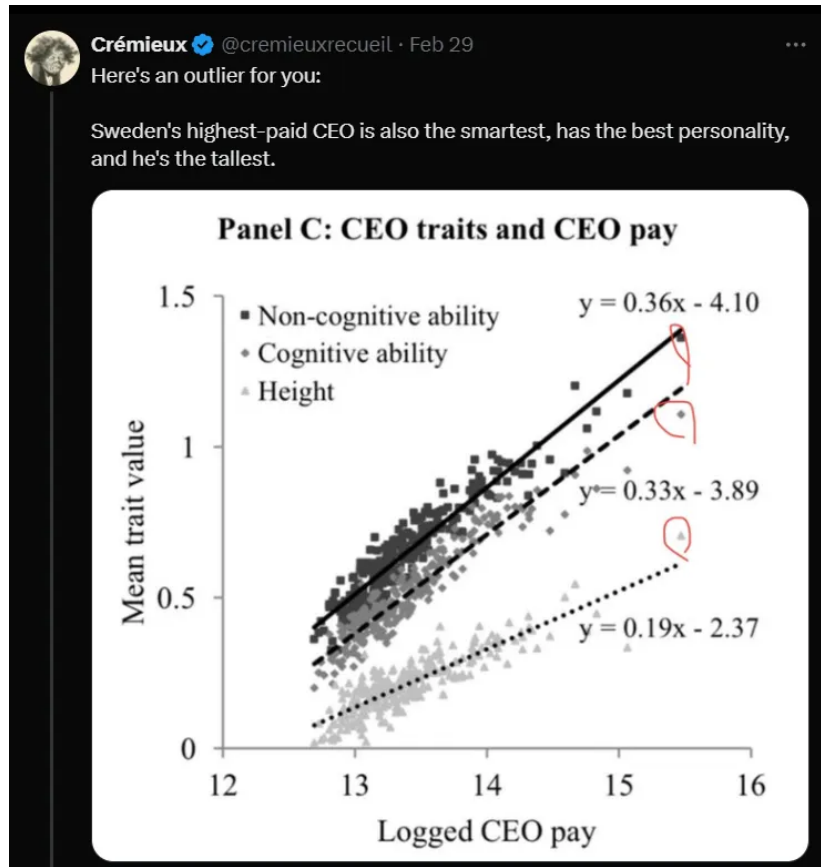 Crémieux @cremieuxrecueil · Feb 29
Here's an outlier for you:
Sweden's highest-paid CEO is also the smartest, has the best personality,
and he's the tallest.
Panel C: CEO traits and CEO pay
1.5
y = 0.36x - 4.10
Non-cognitive ability
Cognitive ability
Height
1
y = 0.33x - 3.89
Mean trait value
0.5
y = 0.19x - 2.37
0
12 13 14 15 16
Logged CEO pay